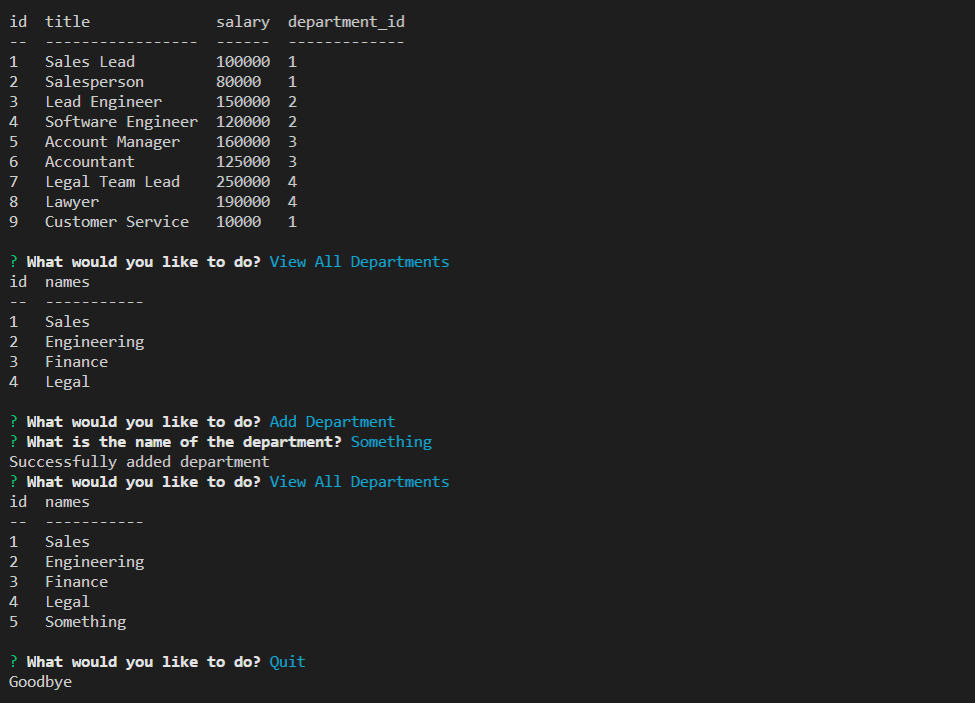 id  title              salary  department_id
--  -----------------  ------  -------------
1   Sales Lead         100000  1
2   Salesperson        80000   1
3   Lead Engineer      150000  2
4   Software Engineer  120000  2
5   Account Manager    160000  3
6   Accountant         125000  3
7   Legal Team Lead    250000  4
8   Lawyer             190000  4
9   Customer Service   10000   1
? What would you like to do? View All Departments
id  names
--  -----------
1   Sales
2   Engineering
3   Finance
4   Legal
? What would you like to do? Add Department
? What is the name of the department? Something
Successfully added department
? What would you like to do? View All Departments
id  names
--  -----------
1   Sales
2   Engineering
3   Finance
4   Legal
5   Something
? What would you like to do? Quit
Goodbye